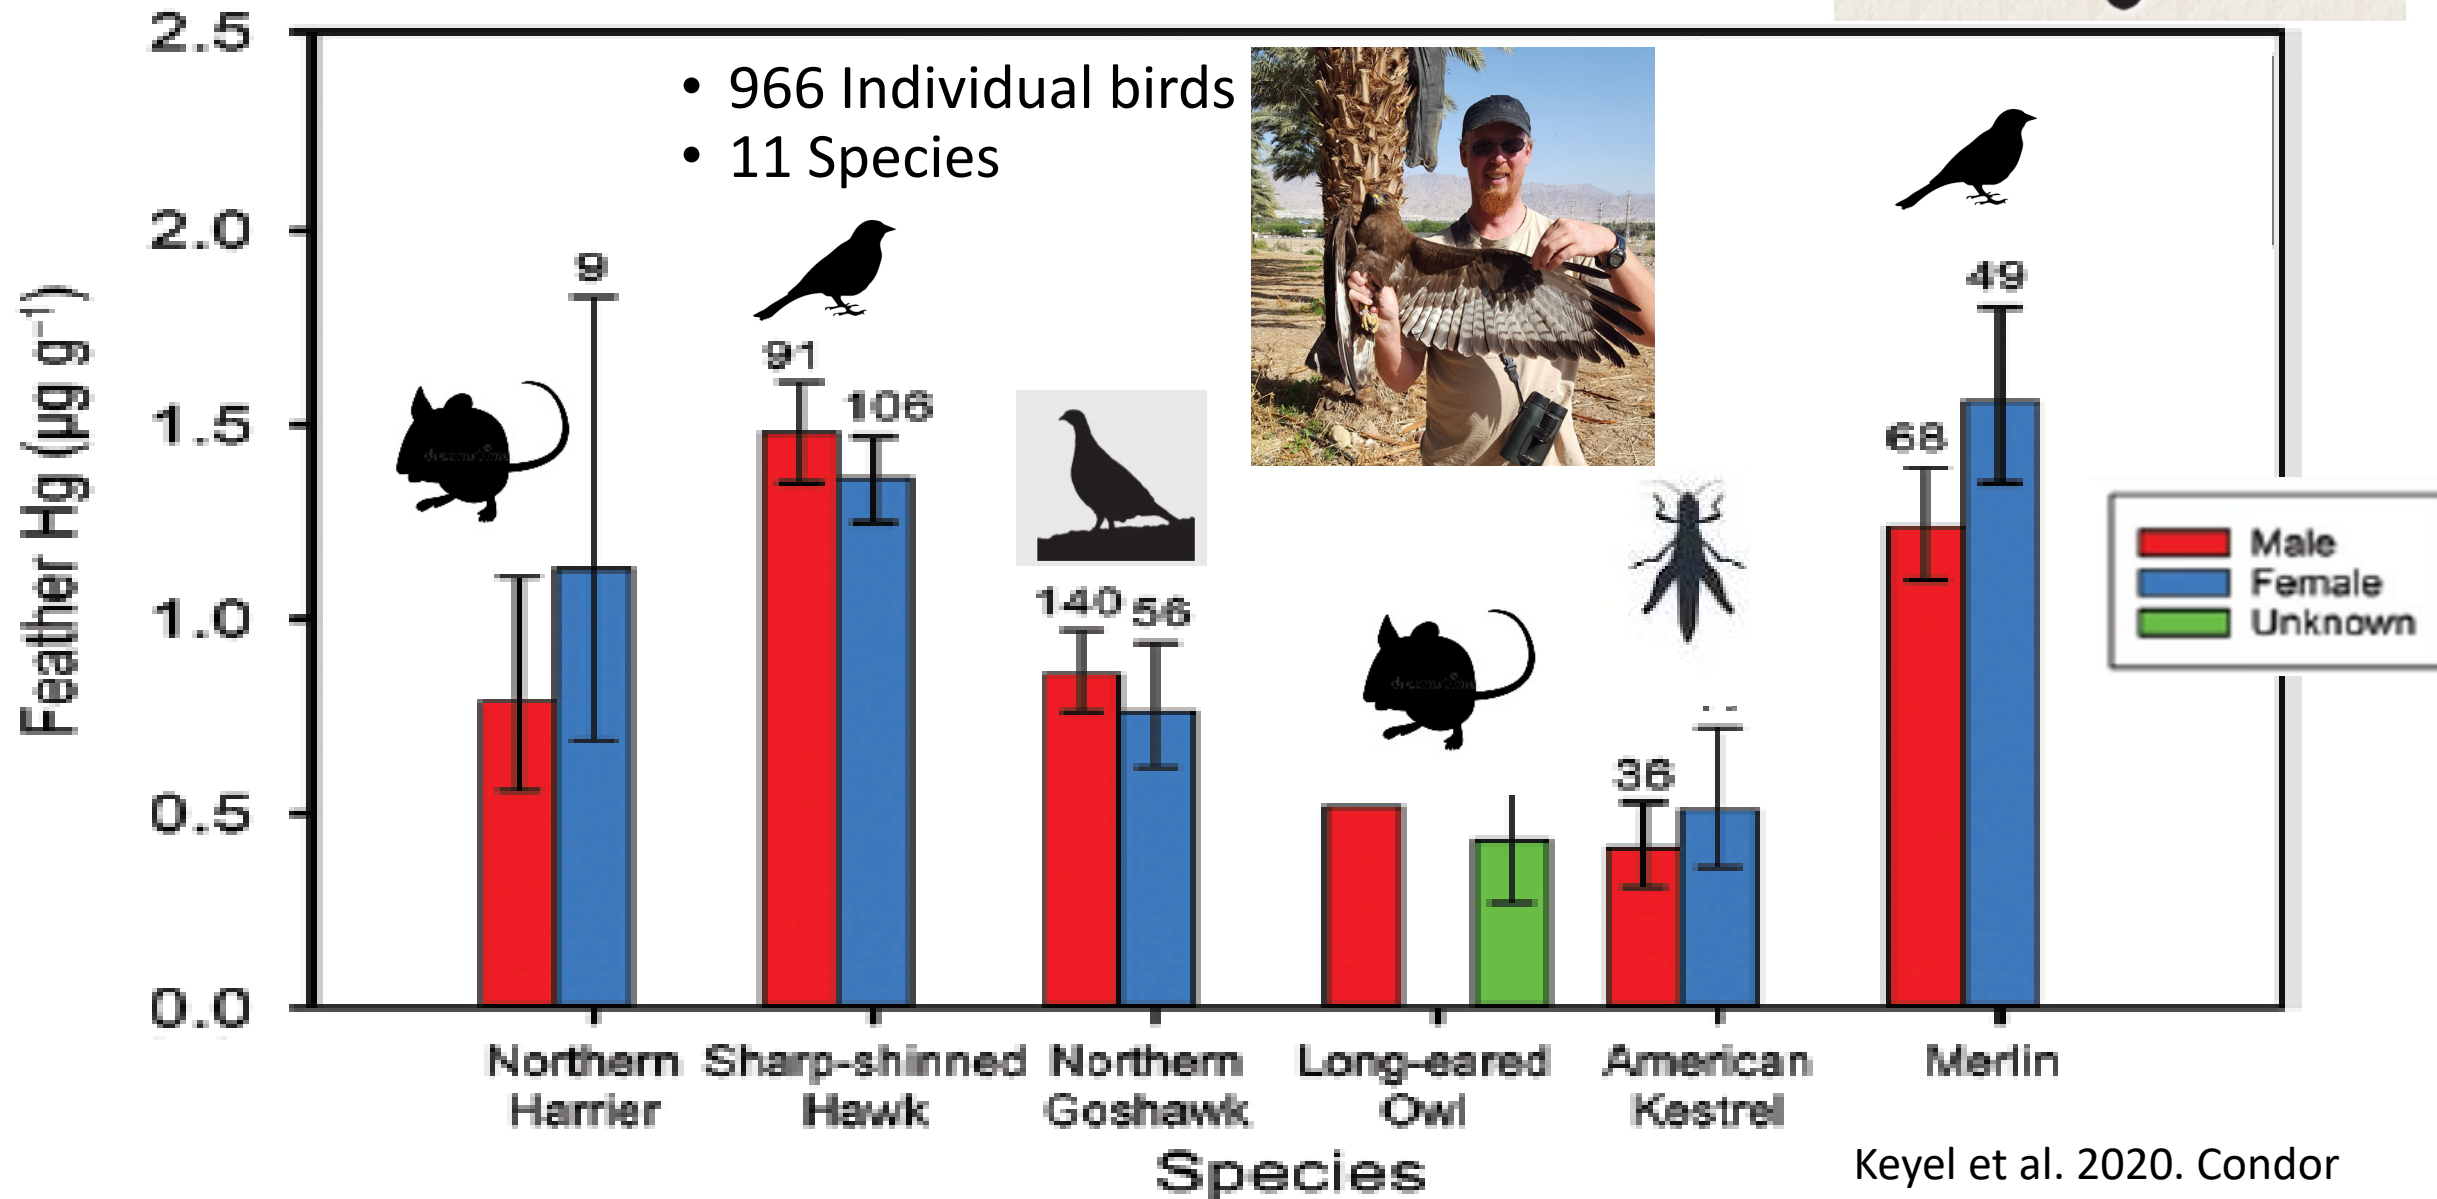 2.5
2.0
1.5
1.0
0.5
0.0
Feather Hg (µg g⁻¹)
• 966 Individual birds
• 11 Species
9
91
106
140
56
36
68
49
Male
Female
Unknown
Northern Harrier
Sharp-shinned Hawk
Northern Goshawk
Long-eared Owl
American Kestrel
Merlin
Species
Keyel et al. 2020. Condor